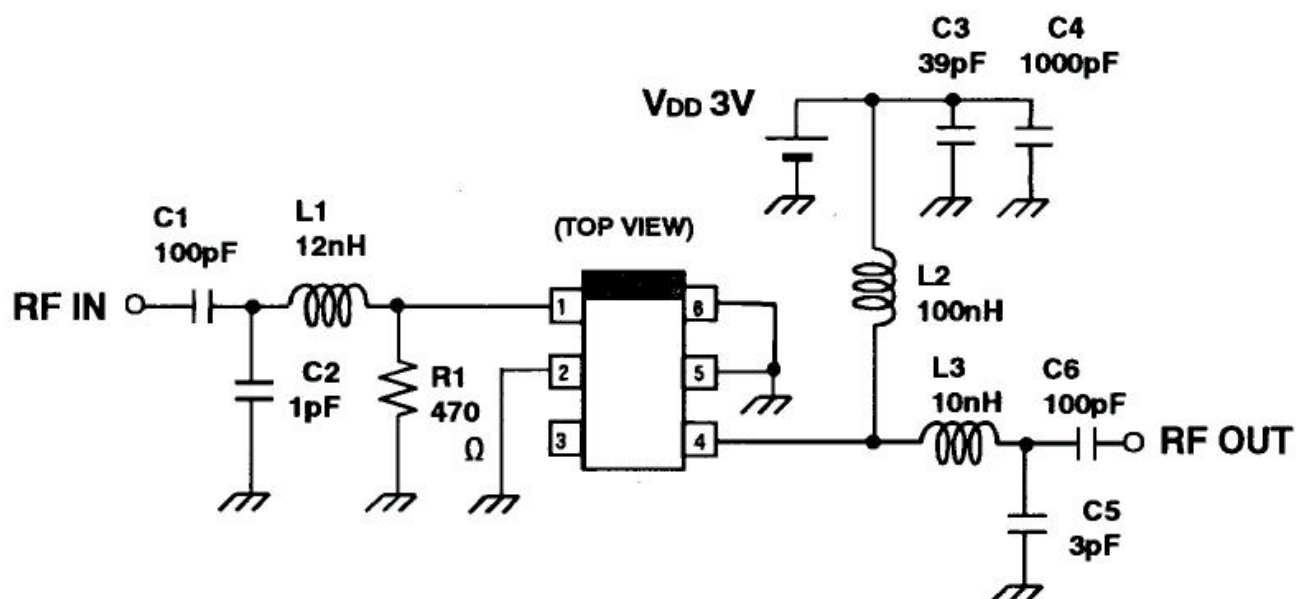 C3
39pF
C4
1000pF
VDD 3V
C1
100pF
L1
12nH
(TOP VIEW)
RF IN
1
6
L2
100nH
C2
1pF
R1
470
Ω
2
5
L3
10nH
C6
100pF
3
4
RF OUT
C5
3pF